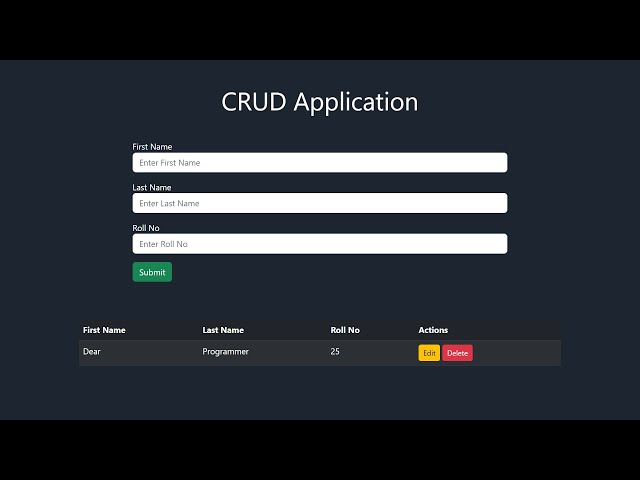 CRUD Application
First Name
Enter First Name
Last Name
Enter Last Name
Roll No
Enter Roll No
Submit
First Name Last Name Roll No Actions
Dear Programmer 25 Edit Delete